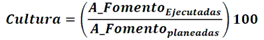 Cultura = (A_Fomento_Ejecutadas / A_Fomento_planeadas) 100